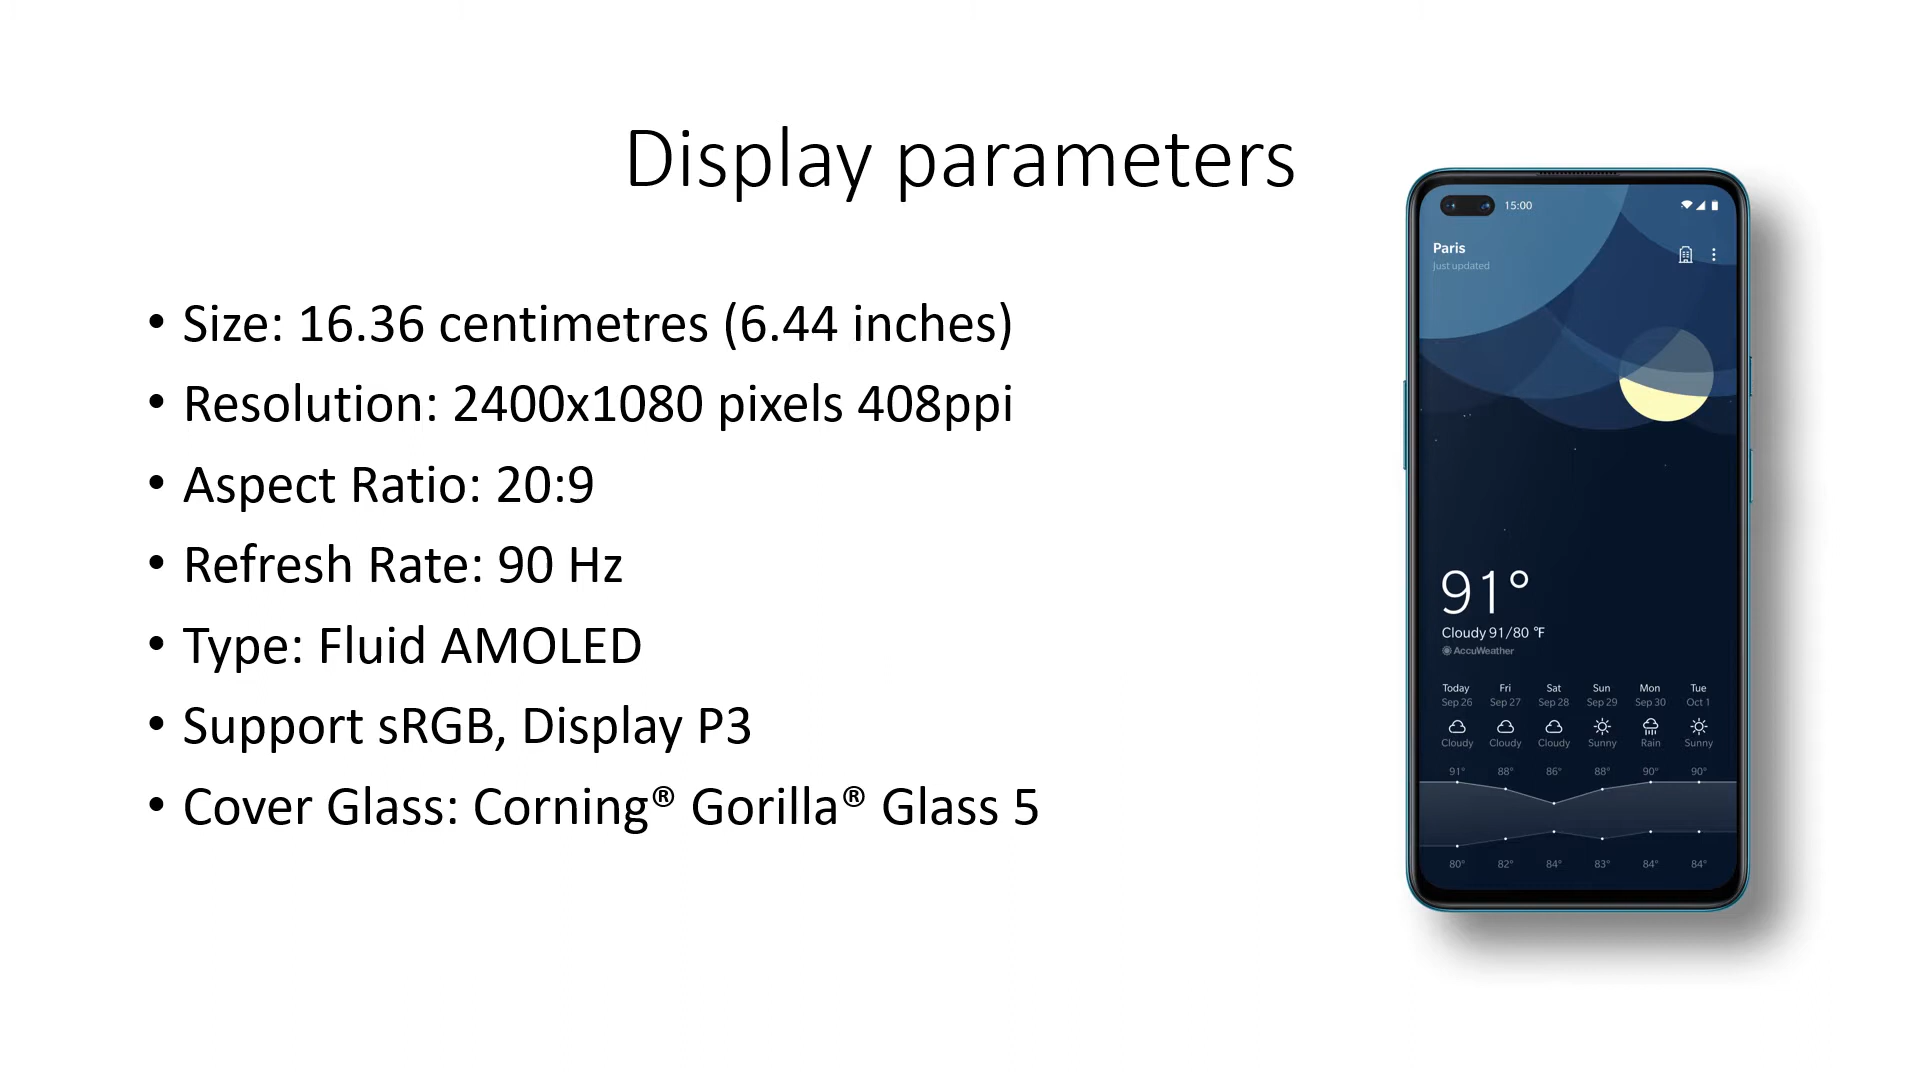 Display parameters
• Size: 16.36 centimetres (6.44 inches)
• Resolution: 2400x1080 pixels 408ppi
• Aspect Ratio: 20:9
• Refresh Rate: 90 Hz
• Type: Fluid AMOLED
• Support sRGB, Display P3
• Cover Glass: Corning® Gorilla® Glass 5
15:00
Paris
Just updated
91°
Cloudy 91/80 °F
AccuWeather
Today Fri Sat Sun Mon Tue
Sep 26 Sep 27 Sep 28 Sep 29 Sep 30 Oct 1
Cloudy Cloudy Cloudy Sunny Rain Sunny
91° 88° 86° 88° 90° 90°
80° 82° 84° 83° 84° 84°